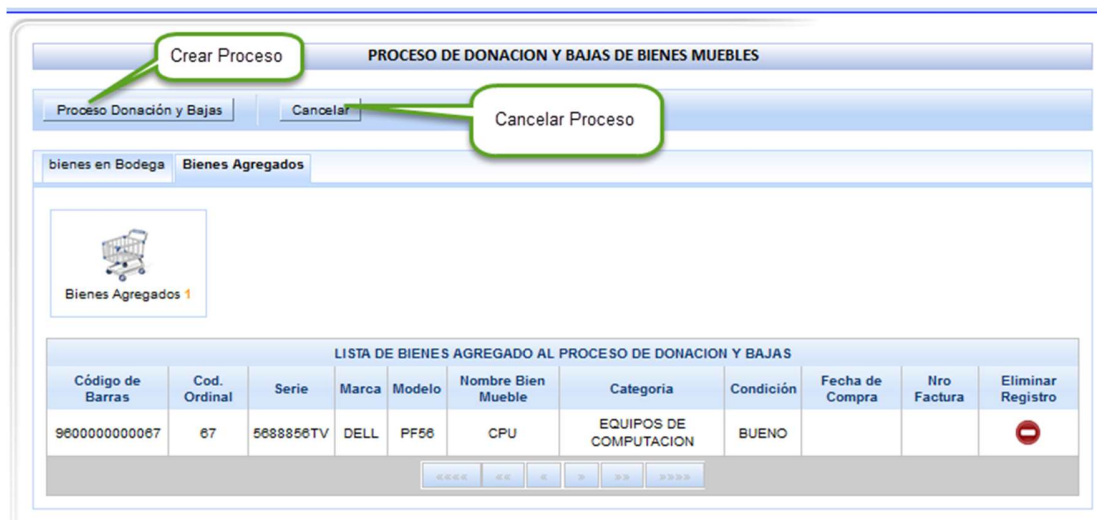 Crear Proceso
PROCESO DE DONACION Y BAJAS DE BIENES MUEBLES
Proceso Donación y Bajas
Cancelar
Cancelar Proceso
bienes en Bodega
Bienes Agregados
Bienes Agregados 1
LISTA DE BIENES AGREGADO AL PROCESO DE DONACION Y BAJAS
Código de Barras
Cod. Ordinal
Serie
Marca
Modelo
Nombre Bien Mueble
Categoria
Condición
Fecha de Compra
Nro Factura
Eliminar Registro
9600000000067
67
5688856TV
DELL
PF56
CPU
EQUIPOS DE COMPUTACION
BUENO
«««« «« « » »» »»»»